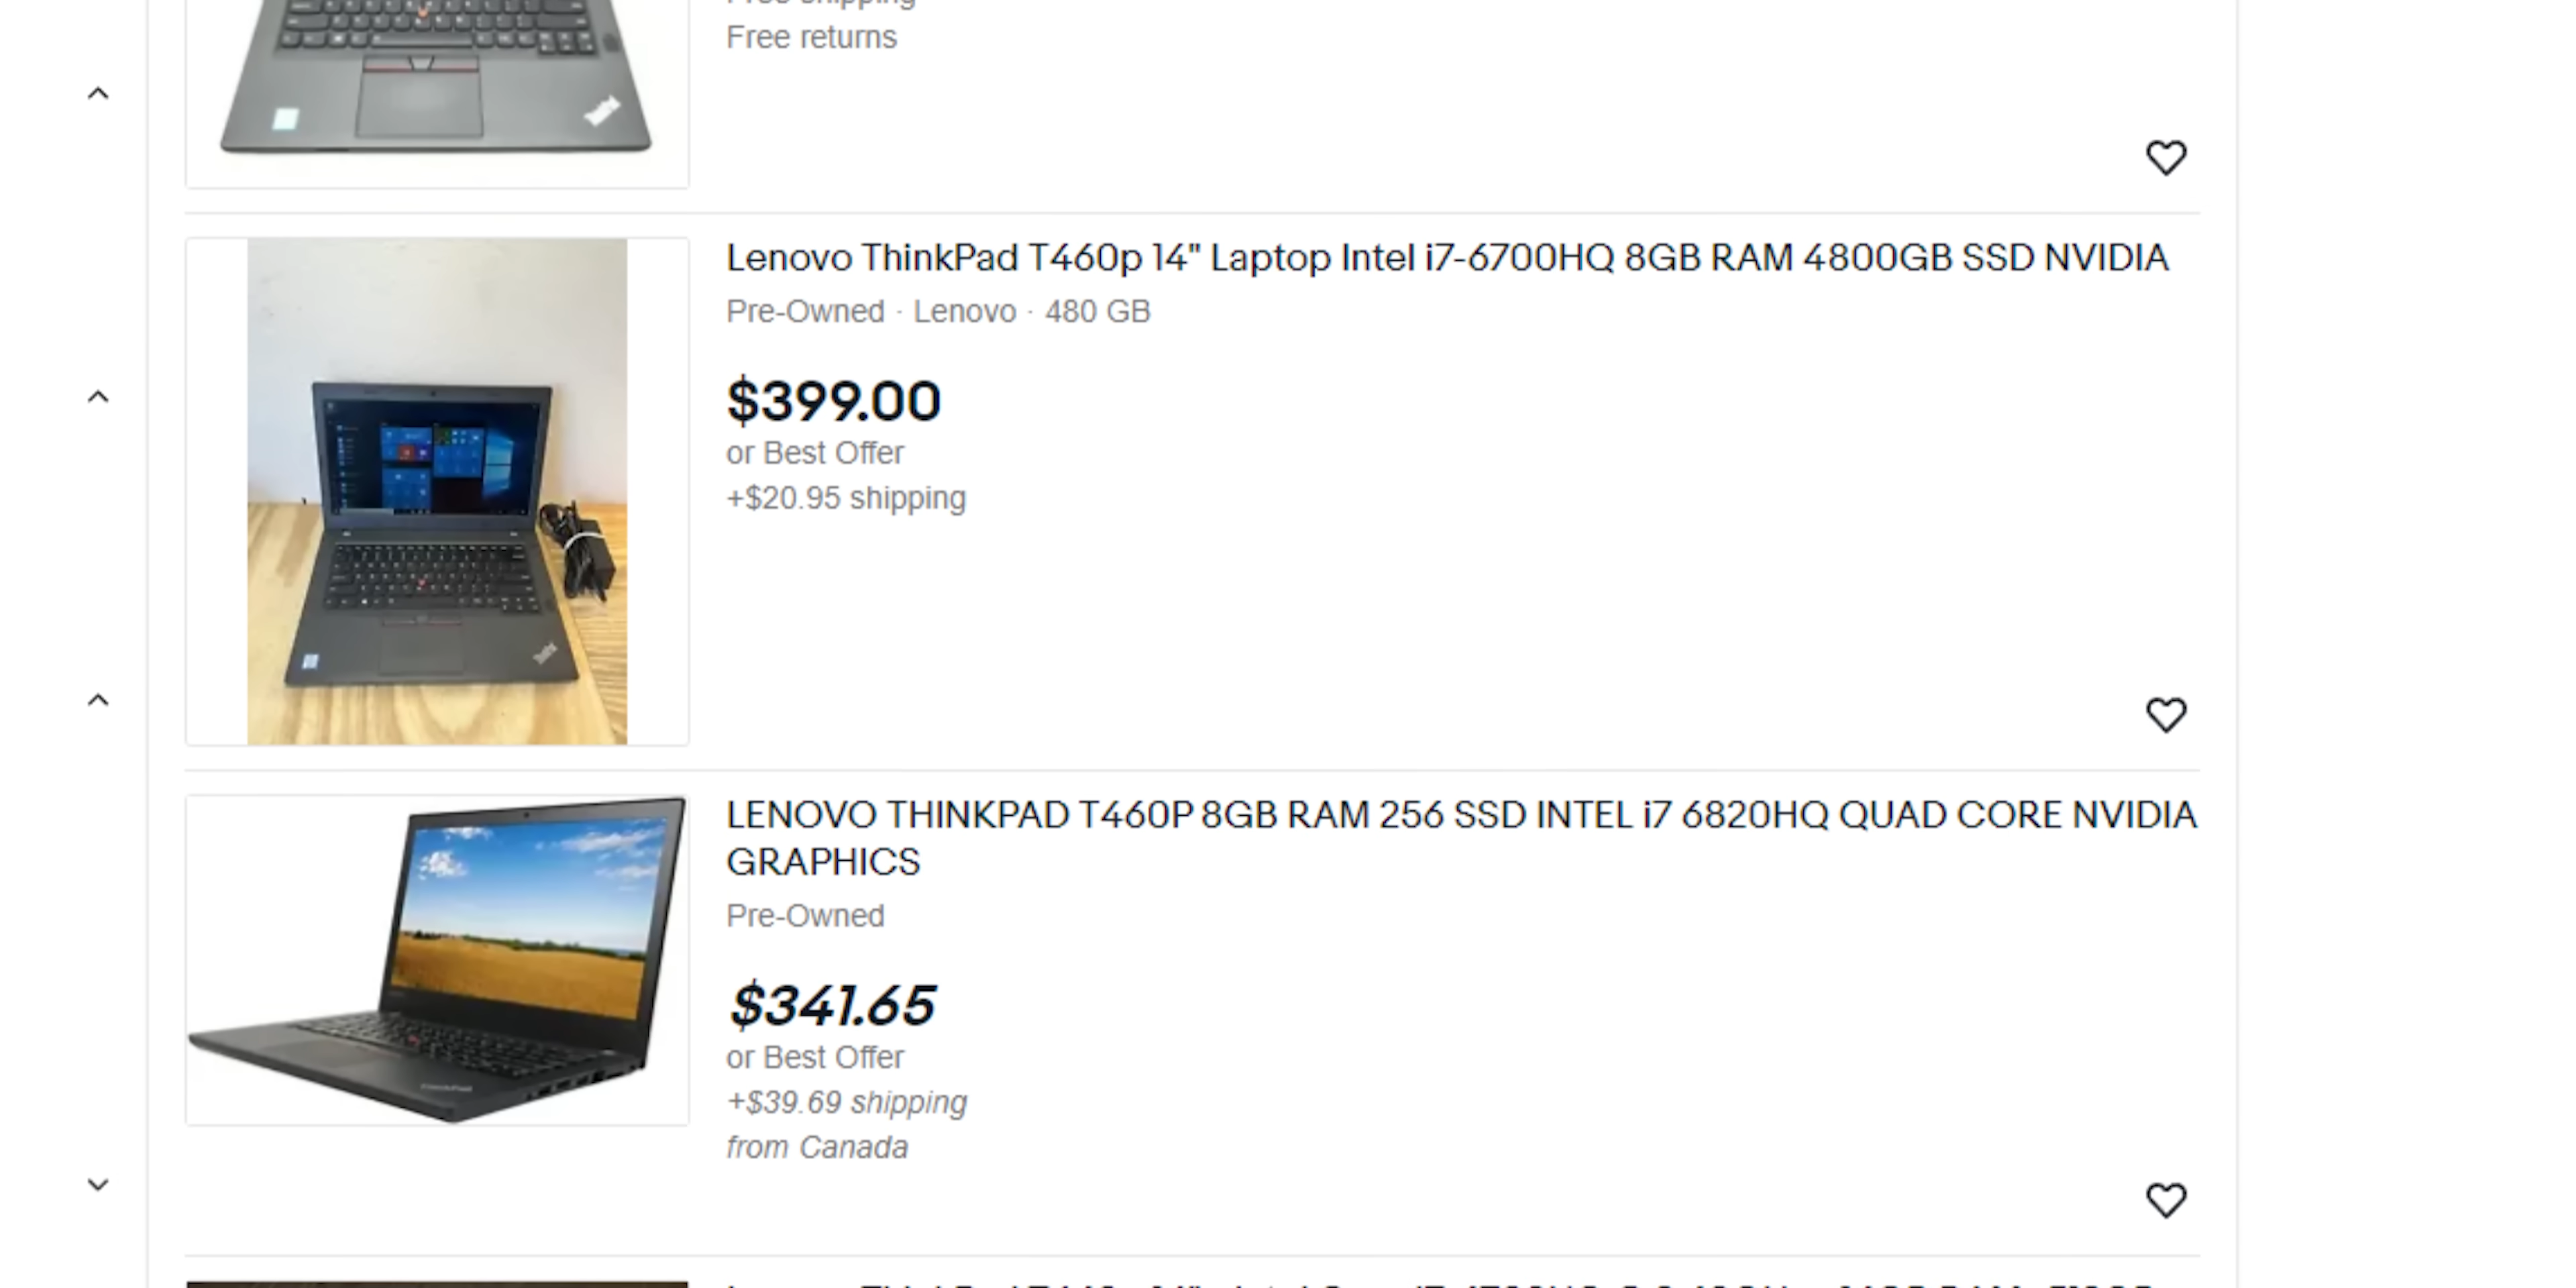 Free shipping
Free returns
Lenovo ThinkPad T460p 14" Laptop Intel i7-6700HQ 8GB RAM 4800GB SSD NVIDIA
Pre-Owned · Lenovo · 480 GB
$399.00
or Best Offer
+$20.95 shipping
LENOVO THINKPAD T460P 8GB RAM 256 SSD INTEL i7 6820HQ QUAD CORE NVIDIA
GRAPHICS
Pre-Owned
$341.65
or Best Offer
+$39.69 shipping
from Canada